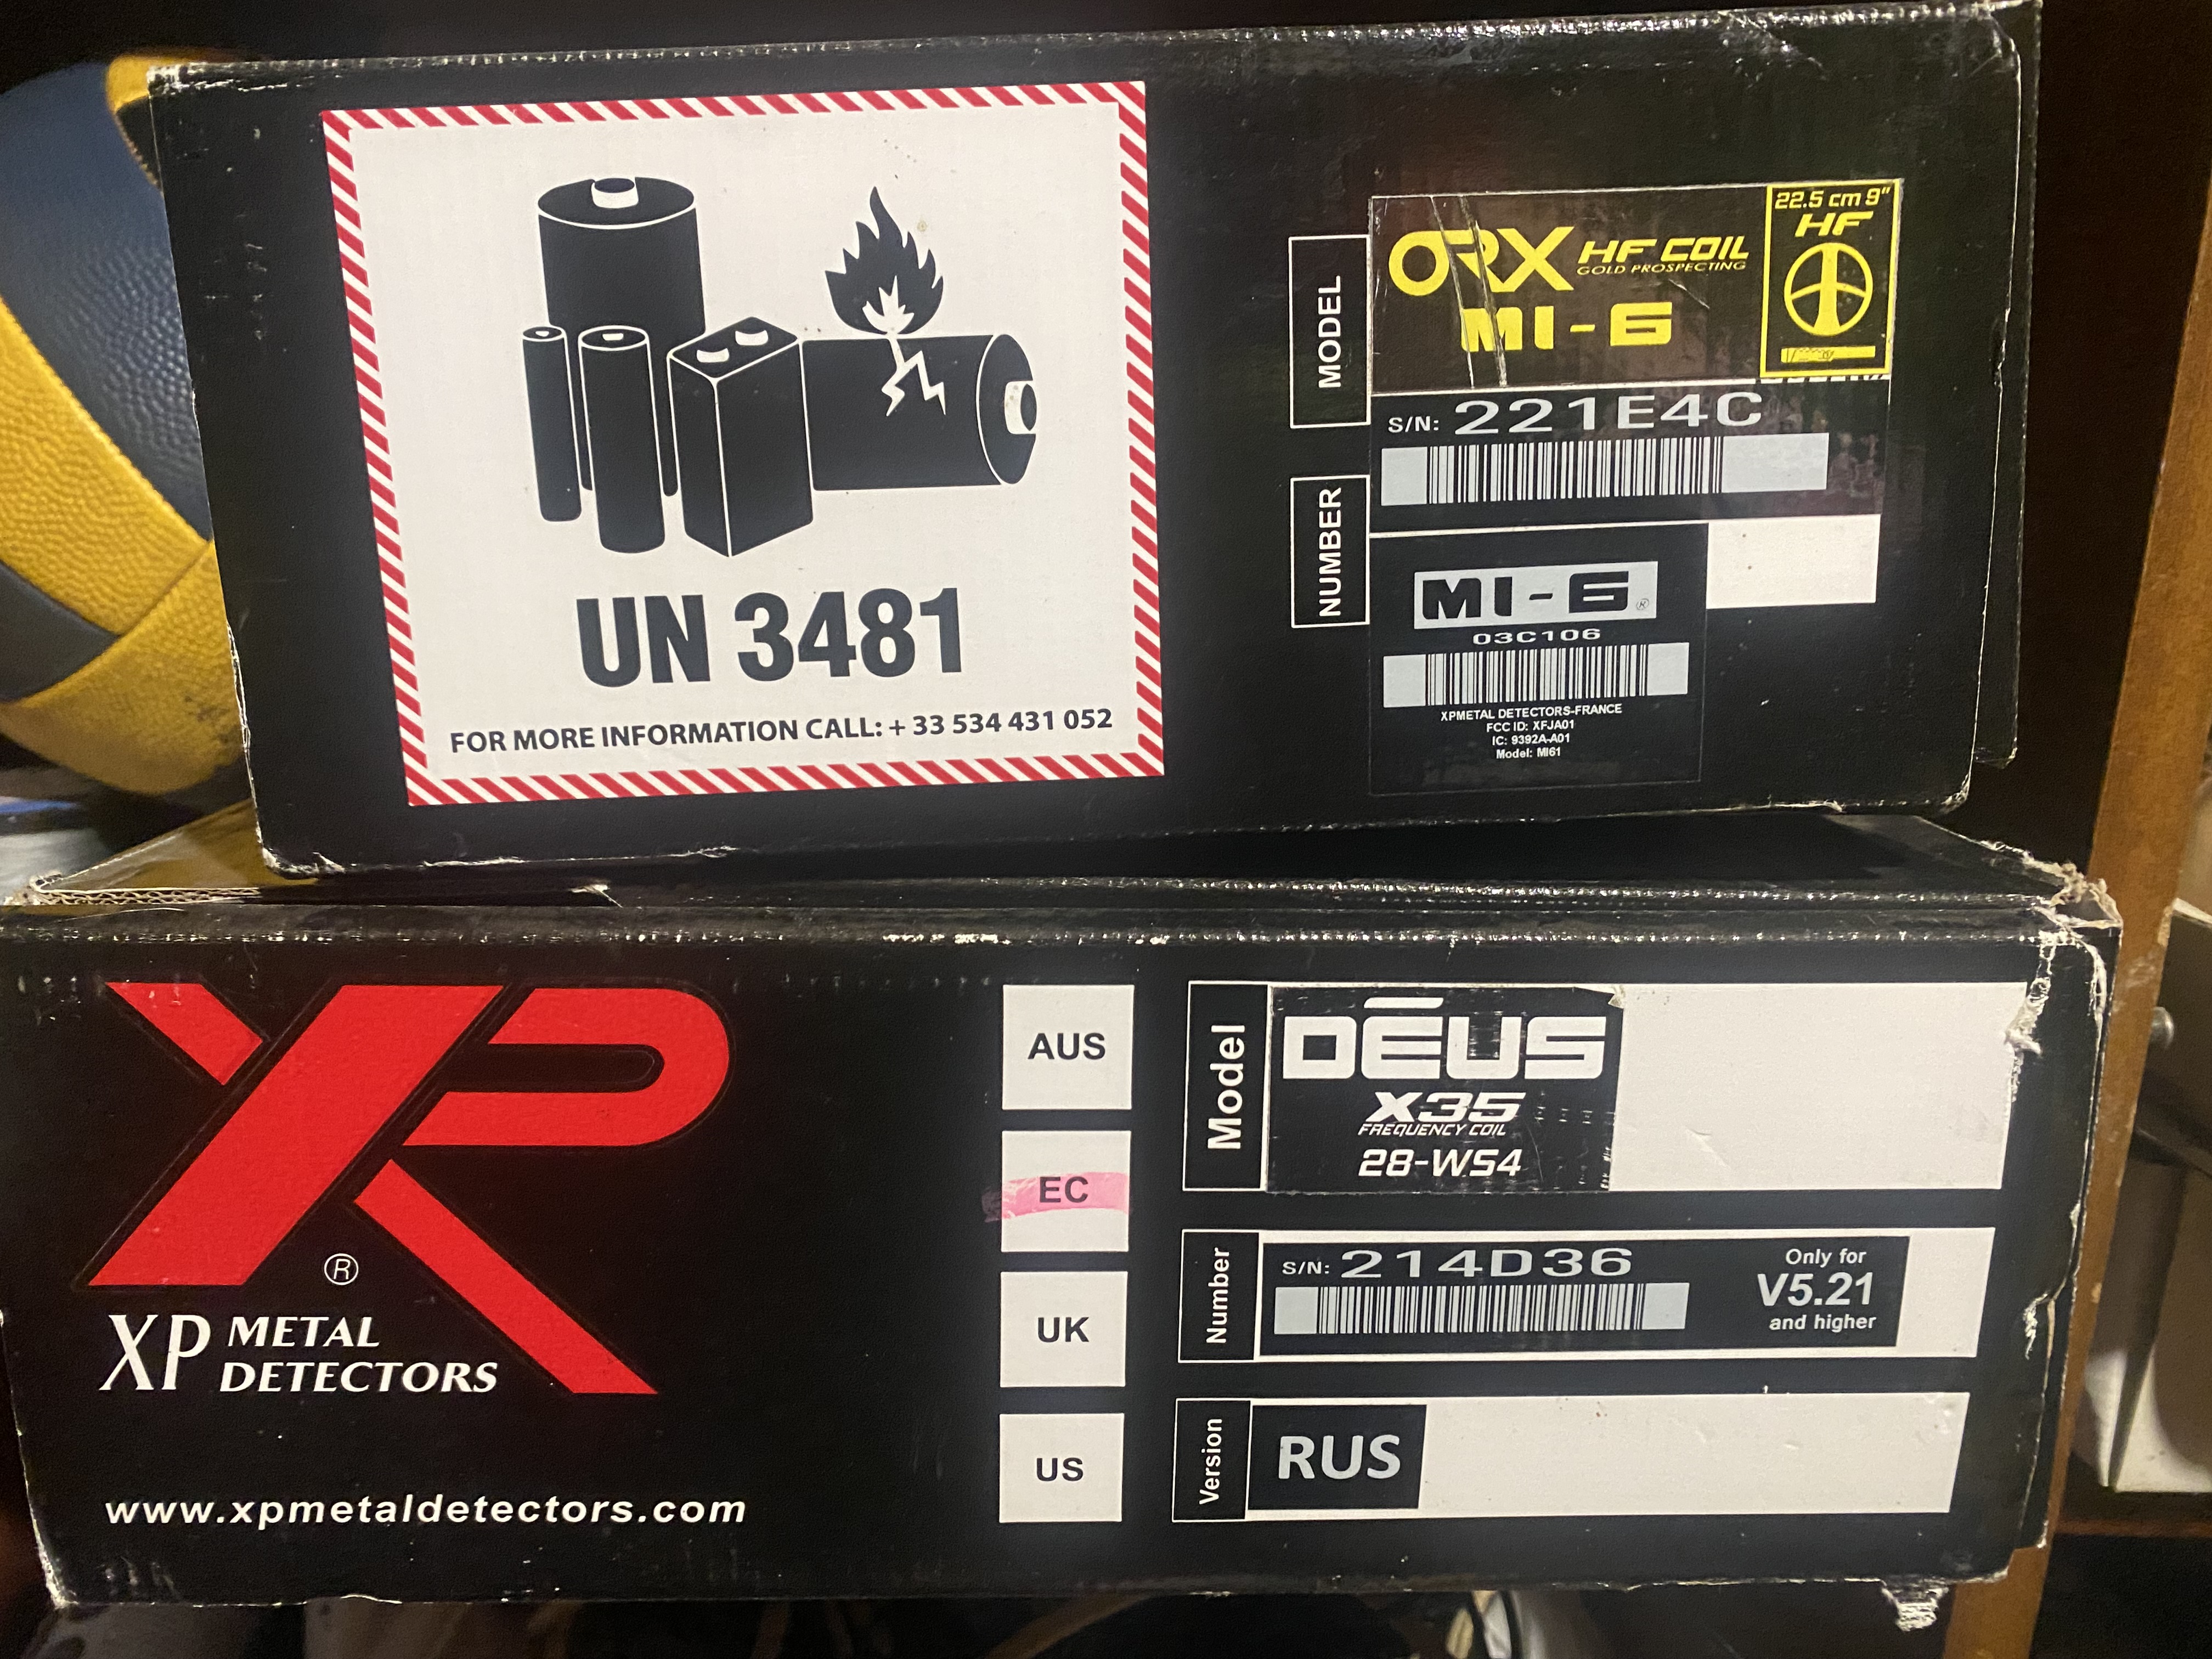 UN 3481
FOR MORE INFORMATION CALL: + 33 534 431 052
MODEL
ORX HF COIL
GOLD PROSPECTING
MI-6
22.5 cm 9"
HF
NUMBER
S/N: 221E4C
MI-6 ®
03C106
XPMETAL DETECTORS-FRANCE
FCC ID: XFJA01
IC: 9392A-A01
Model: MI61
XP ®
XP METAL
DETECTORS
www.xpmetaldetectors.com
AUS
EC
UK
US
Model
DĒUS
X35
FREQUENCY COIL
28-WS4
Number
S/N: 214D36
Only for
V5.21
and higher
Version
RUS